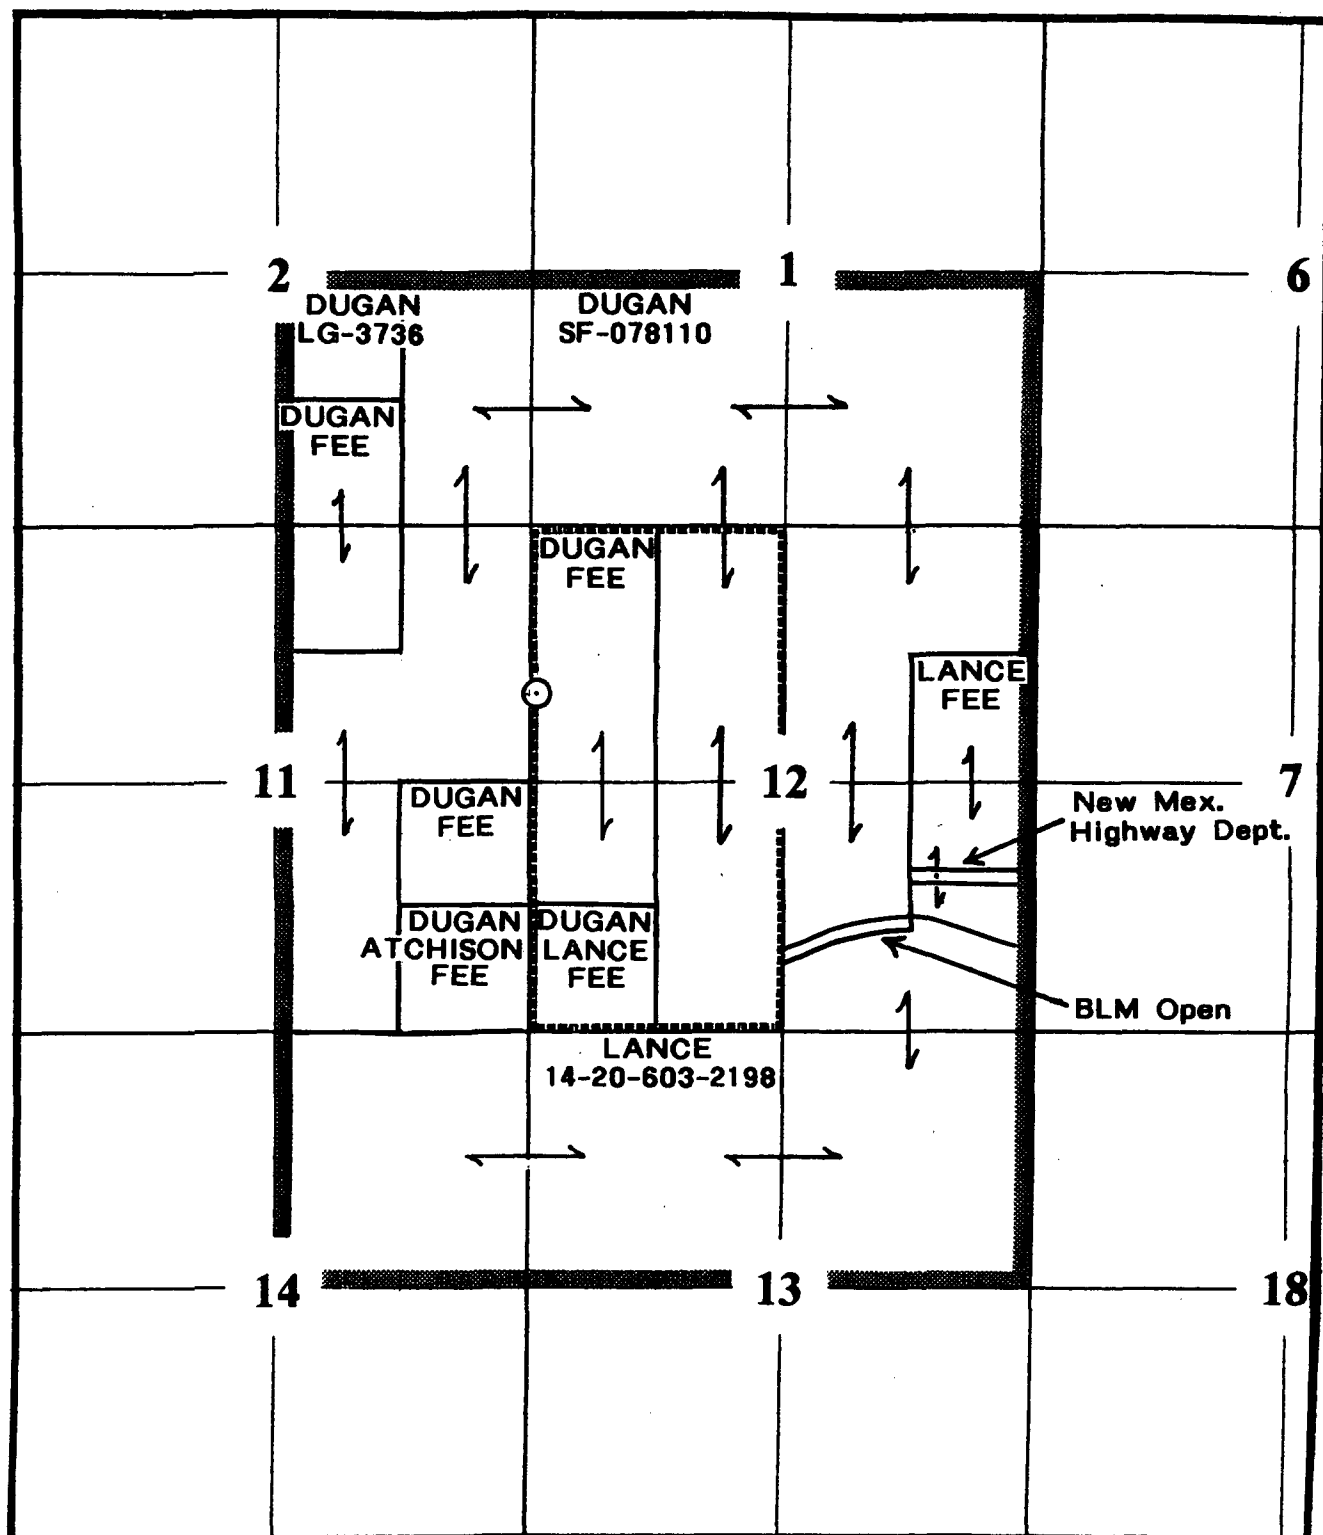 2
1
6
DUGAN
LG-3736
DUGAN
SF-078110
DUGAN
FEE
DUGAN
FEE
LANCE
FEE
11
12
7
DUGAN
FEE
New Mex.
Highway Dept.
DUGAN
ATCHISON
FEE
DUGAN
LANCE
FEE
BLM Open
LANCE
14-20-603-2198
14
13
18